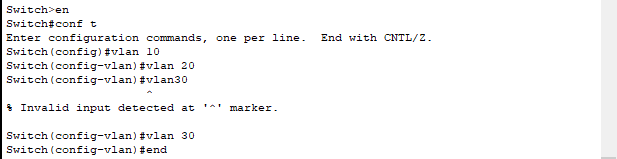 Switch>en
Switch#conf t
Enter configuration commands, one per line.  End with CNTL/Z.
Switch(config)#vlan 10
Switch(config-vlan)#vlan 20
Switch(config-vlan)#vlan30
^
% Invalid input detected at '^' marker.
Switch(config-vlan)#vlan 30
Switch(config-vlan)#end